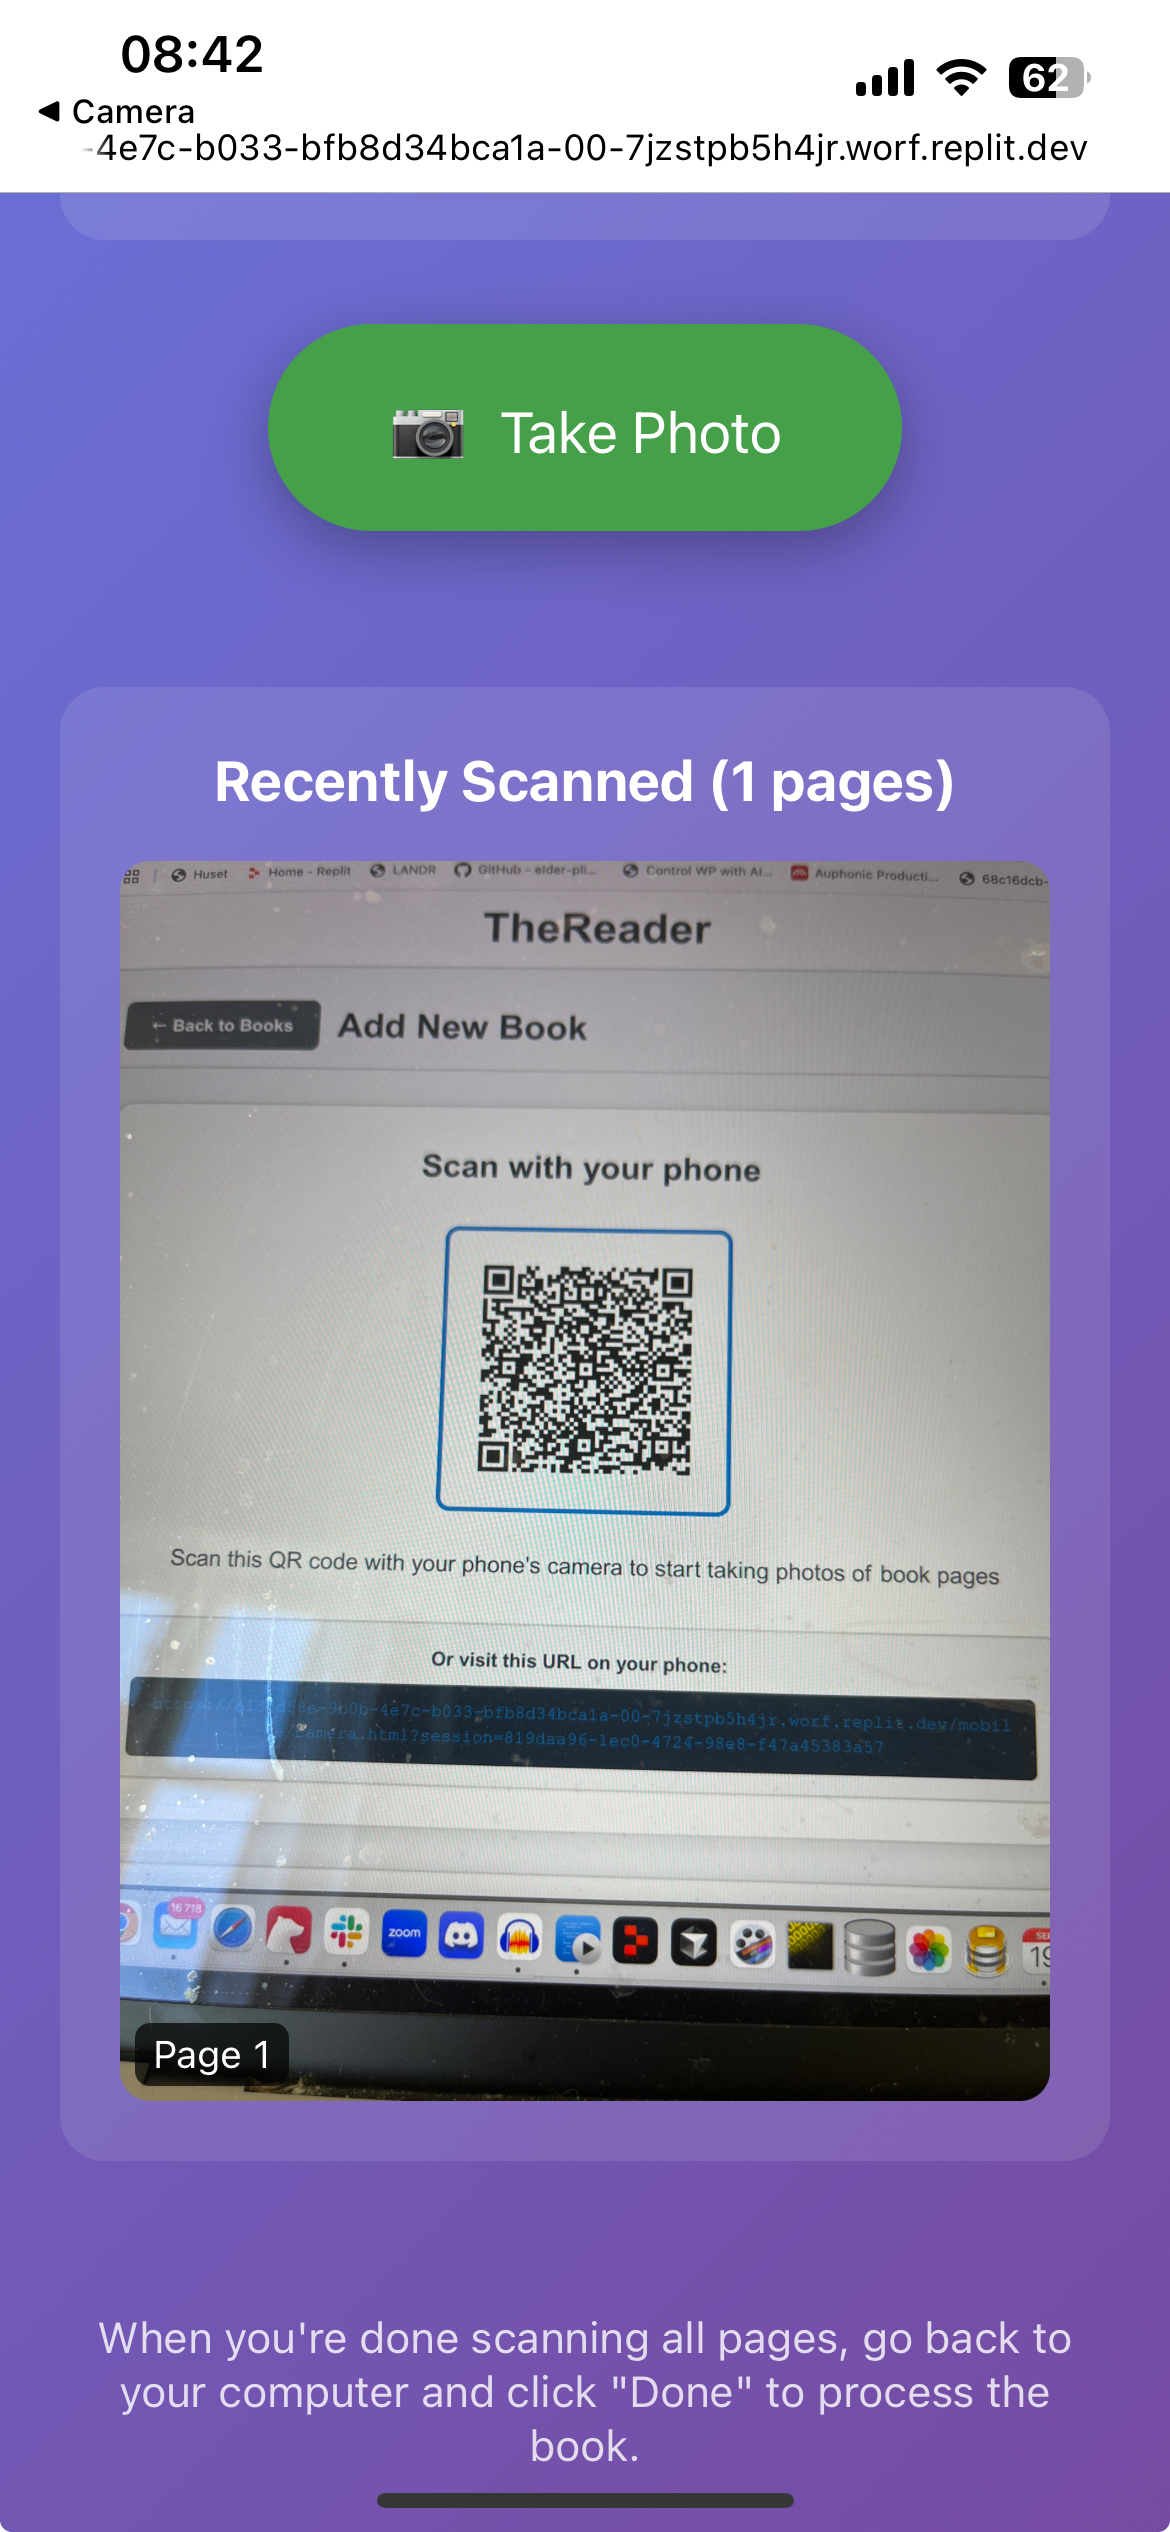 08:42
62
◀ Camera
-4e7c-b033-bfb8d34bca1a-00-7jzstpb5h4jr.worf.replit.dev
Take Photo
Recently Scanned (1 pages)
Huset Home - Replit LANDR GitHub - elder-pli... Control WP with AI... Auphonic Producti... 68c16dcb-
TheReader
← Back to Books
Add New Book
Scan with your phone
Scan this QR code with your phone's camera to start taking photos of book pages
Or visit this URL on your phone:
-4e7c-b033-bfb8d34bca1a-00-7jzstpb5h4jr.worf.replit.dev/mobil
e/camera.html?session=819daa96-1ec0-4724-98e8-f47a45383a57
16 718
zoom
SEP
19
Page 1
When you're done scanning all pages, go back to
your computer and click "Done" to process the
book.